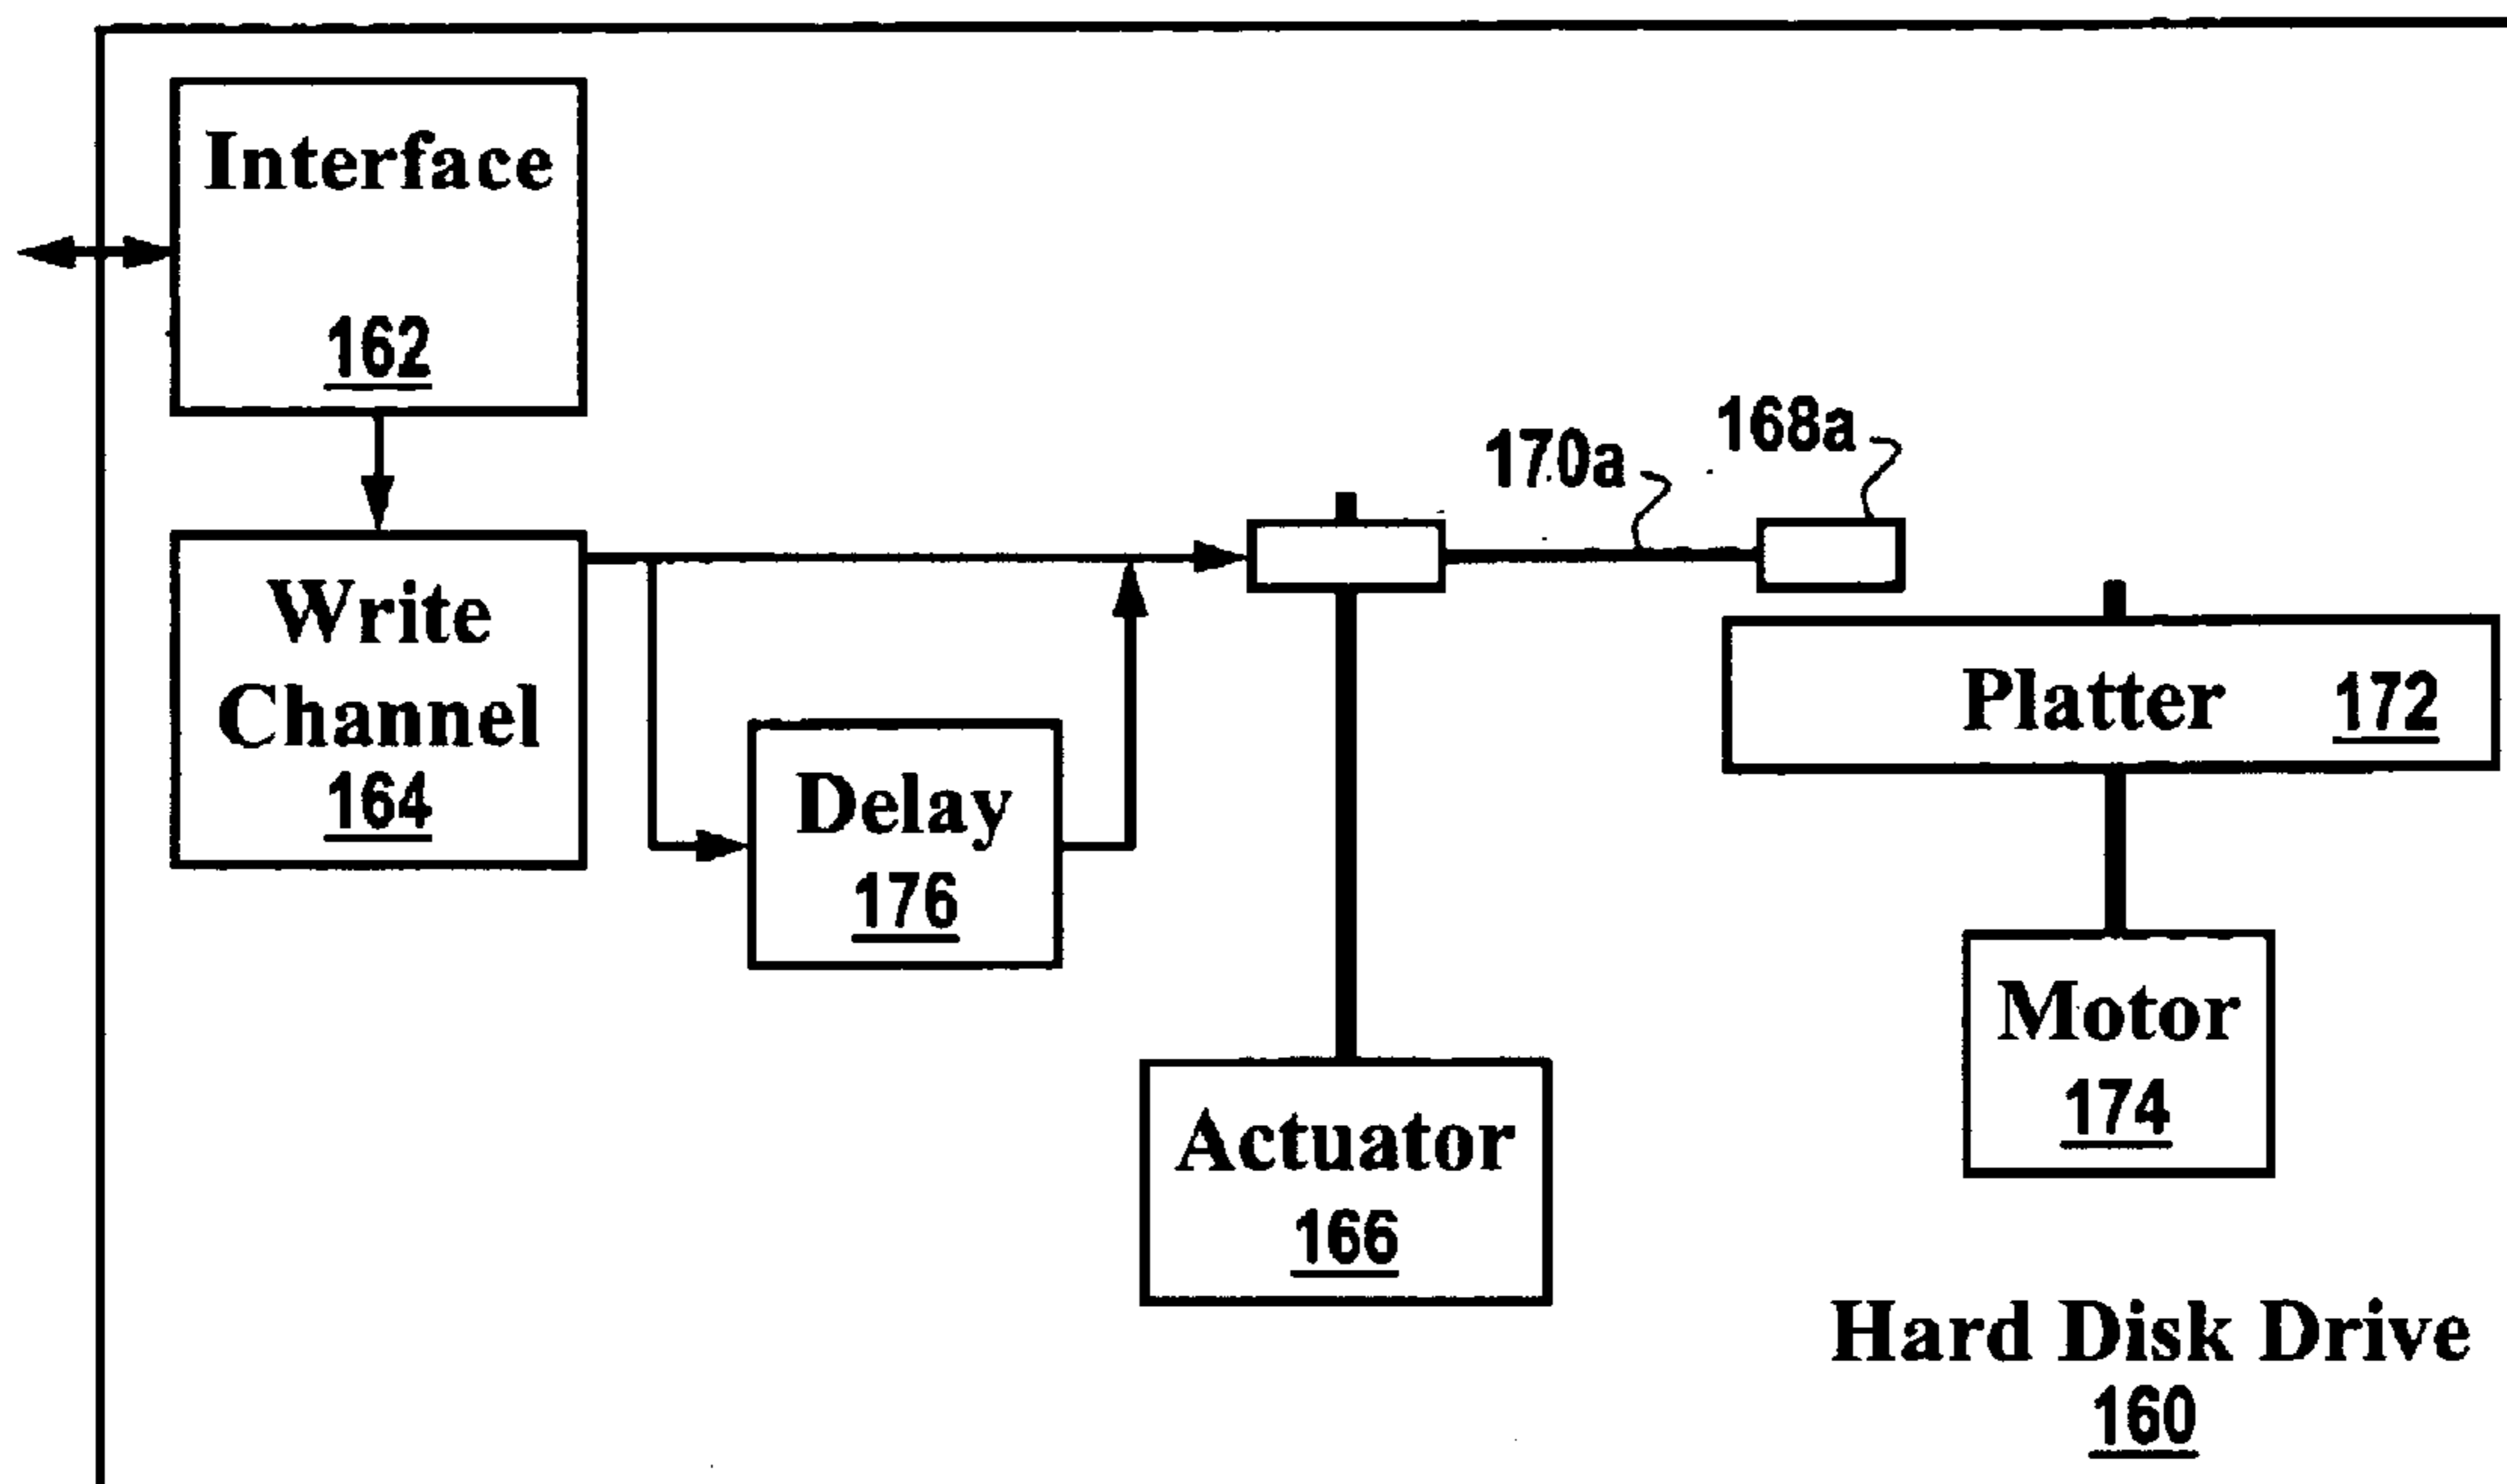 Interface
162
170a
168a
Write
Channel
164
Delay
176
Platter 172
Motor
174
Actuator
166
Hard Disk Drive
160